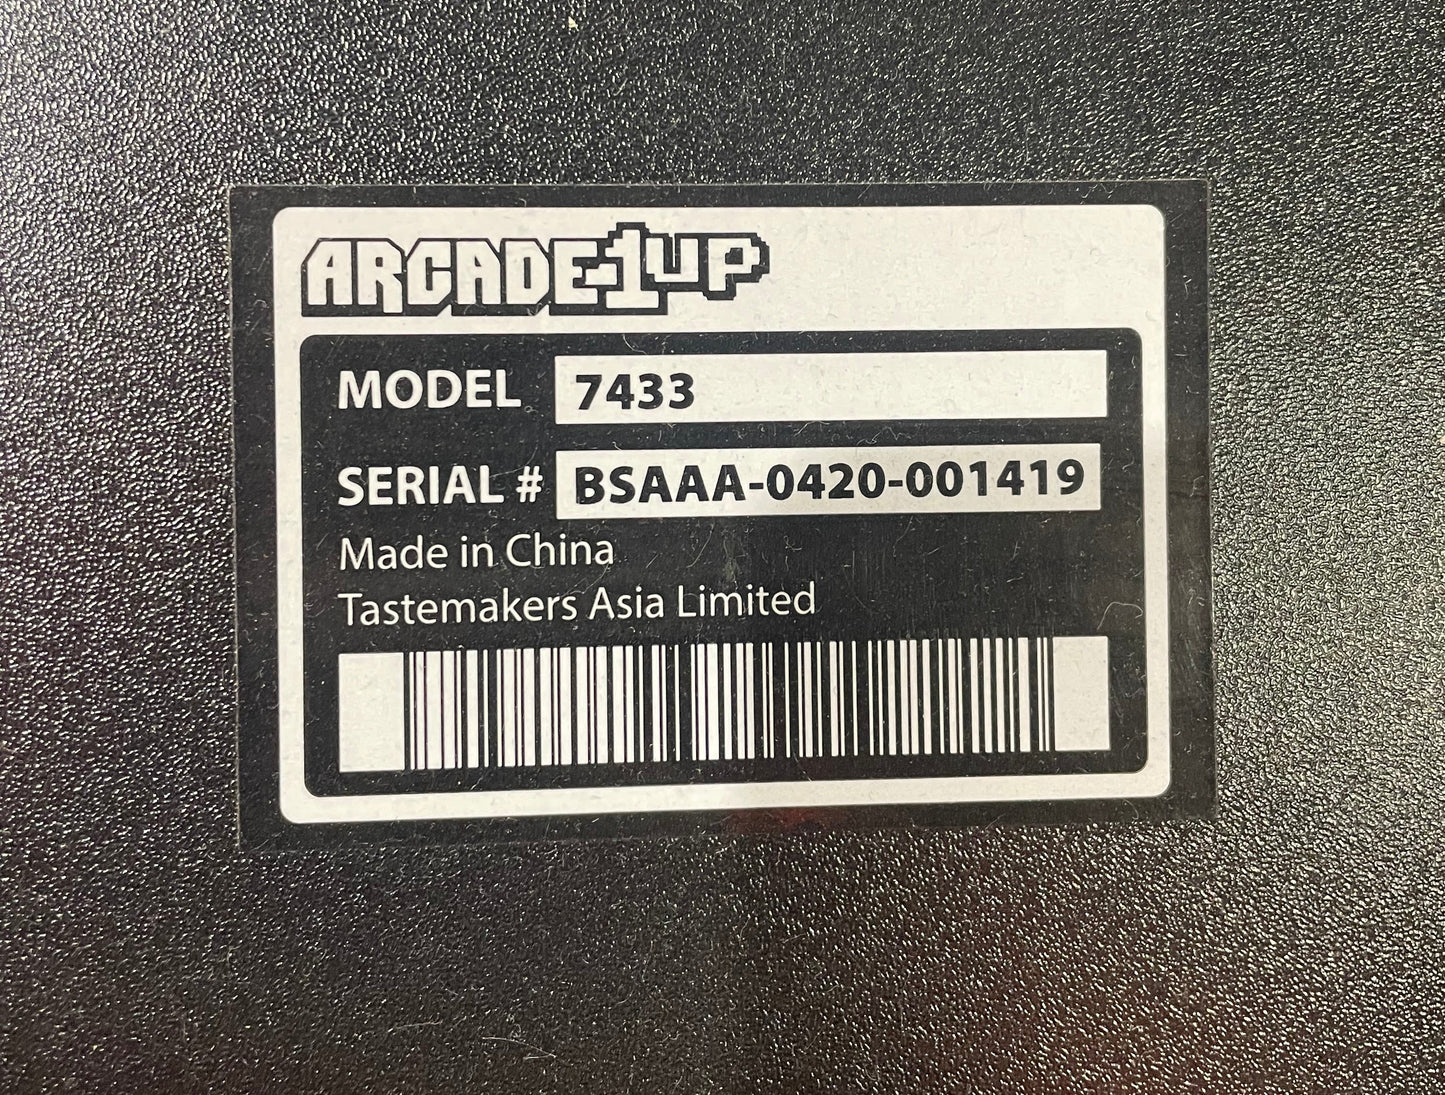 ARCADE1UP
MODEL 7433
SERIAL # BSAAA-0420-001419
Made in China
Tastemakers Asia Limited